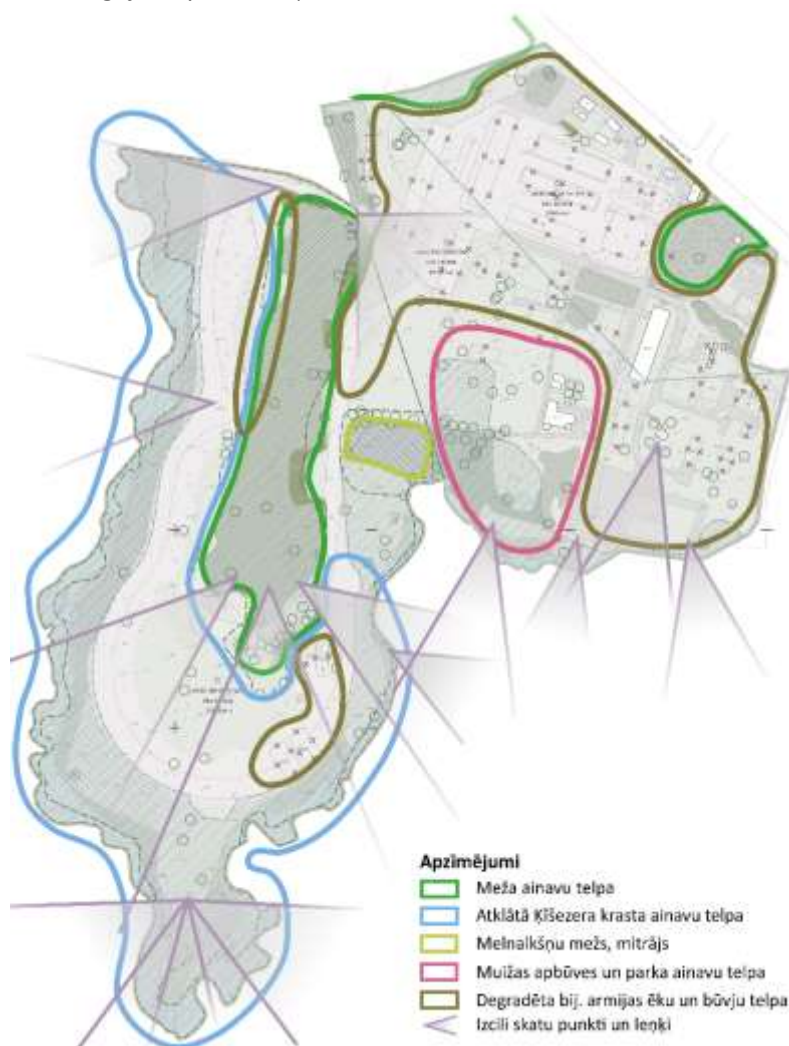 Apzīmējumi
Meža ainavu telpa
Atklātā Ķīšezera krasta ainavu telpa
Melnalkšņu mežs, mitrājs
Muižas apbūves un parka ainavu telpa
Degradēta bij. armijas ēku un būvju telpa
Izcili skatu punkti un leņķi